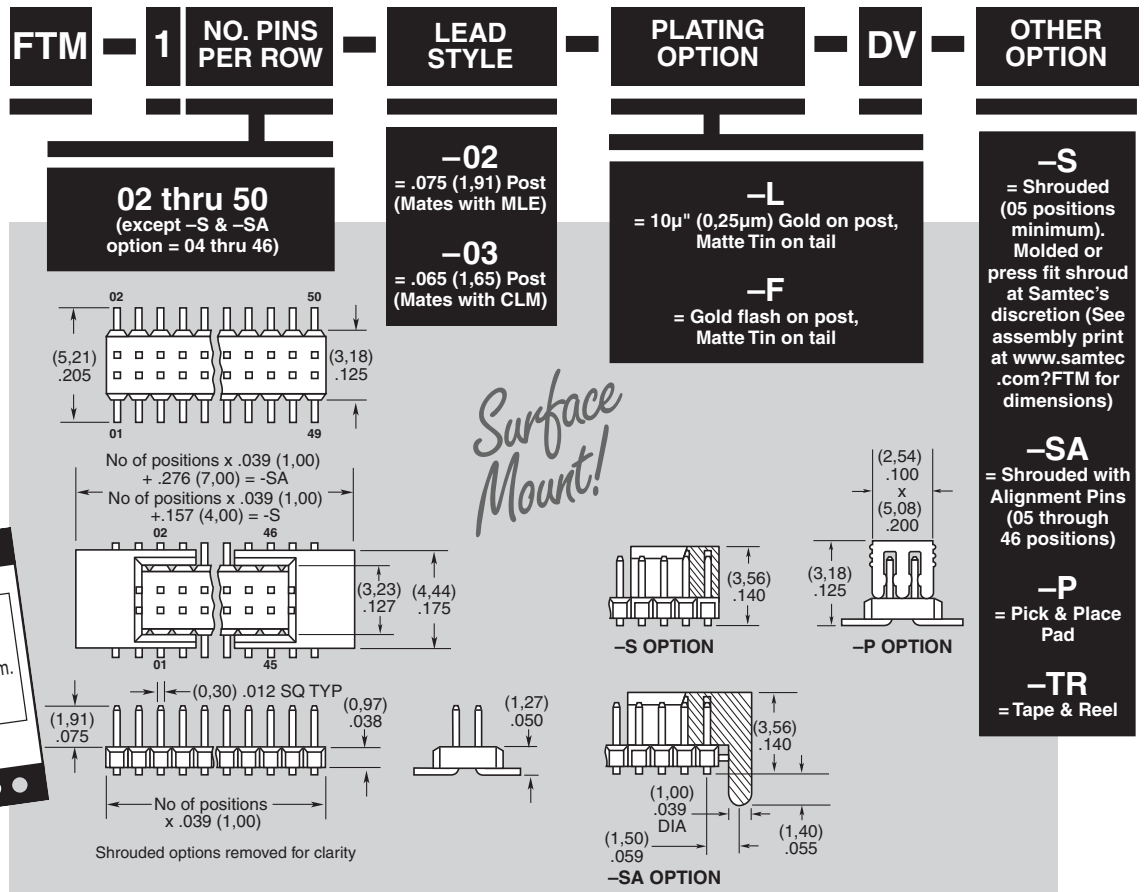 FTM – 1 NO. PINS PER ROW – LEAD STYLE – PLATING OPTION – DV – OTHER OPTION
02 thru 50
(except –S & –SA
option = 04 thru 46)
–02
= .075 (1,91) Post
(Mates with MLE)
–03
= .065 (1,65) Post
(Mates with CLM)
–L
= 10µ" (0,25µm) Gold on post,
Matte Tin on tail
–F
= Gold flash on post,
Matte Tin on tail
–S
= Shrouded
(05 positions
minimum).
Molded or
press fit shroud
at Samtec's
discretion (See
assembly print
at www.samtec
.com?FTM for
dimensions)
–SA
= Shrouded with
Alignment Pins
(05 through
46 positions)
–P
= Pick & Place
Pad
–TR
= Tape & Reel
02 50
(5,21)
.205
(3,18)
.125
01 49
No of positions x .039 (1,00)
+ .276 (7,00) = -SA
No of positions x .039 (1,00)
+.157 (4,00) = -S
02 46
(3,23)
.127
(4,44)
.175
01 45
(0,30) .012 SQ TYP
(1,91)
.075
(0,97)
.038
(1,27)
.050
No of positions
x .039 (1,00)
Shrouded options removed for clarity
Surface
Mount!
(3,56)
.140
–S OPTION
(2,54)
.100
x
(5,08)
.200
(3,18)
.125
–P OPTION
(3,56)
.140
(1,00)
.039
DIA
(1,50)
.059
(1,40)
.055
–SA OPTION
m.